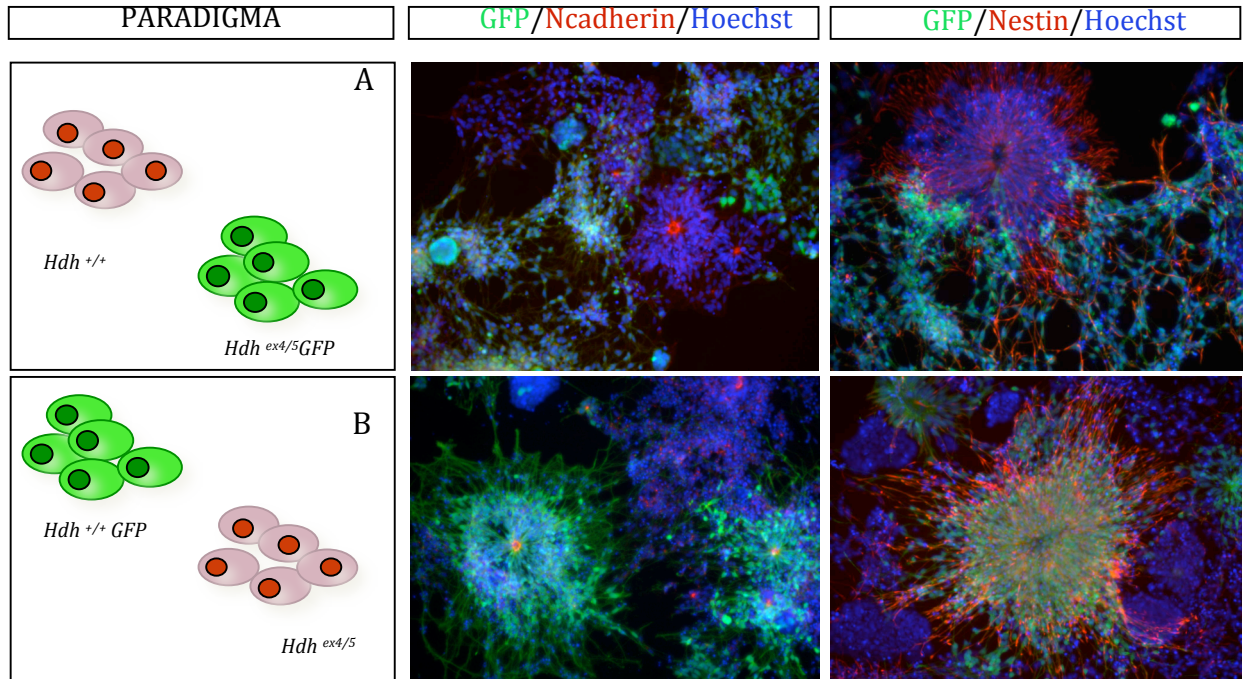 PARADIGMA
GFP/Ncadherin/Hoechst
GFP/Nestin/Hoechst
A
Hdh +/+
Hdh ex4/5GFP
B
Hdh +/+ GFP
Hdh ex4/5